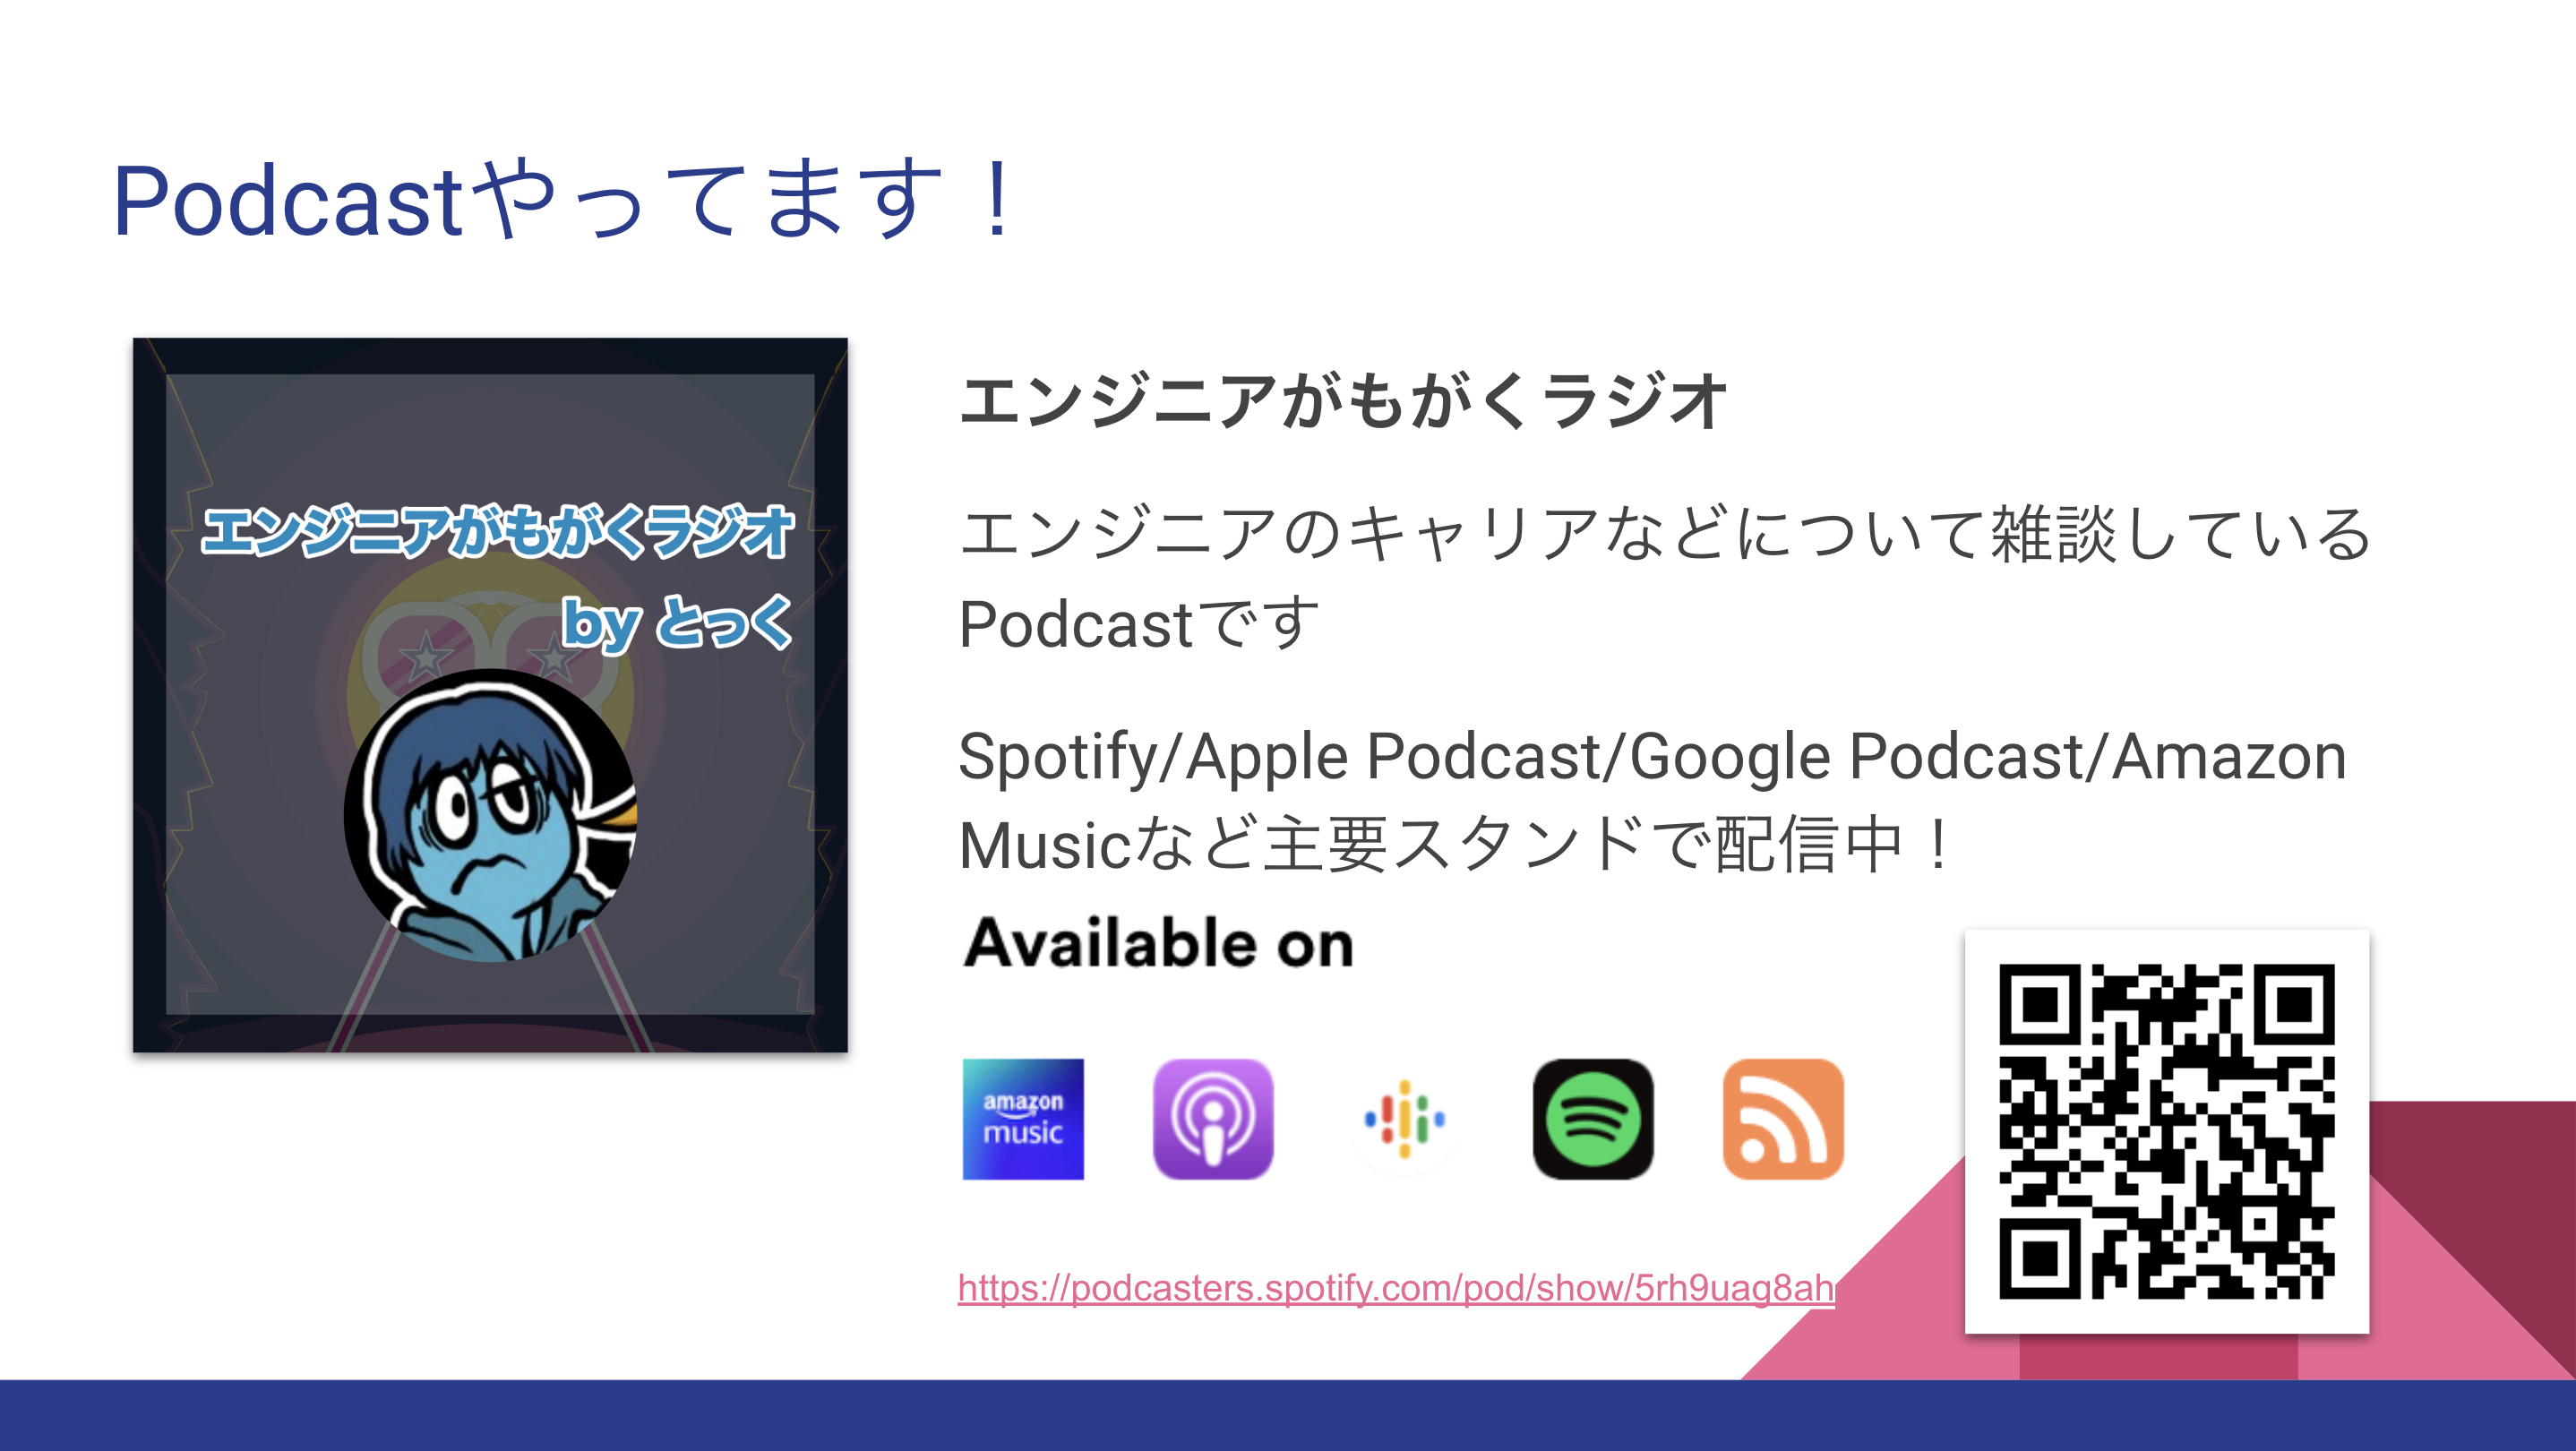 Podcastやってます！
エンジニアがもがくラジオ
by とっく
エンジニアがもがくラジオ
エンジニアのキャリアなどについて雑談している
Podcastです
Spotify/Apple Podcast/Google Podcast/Amazon
Musicなど主要スタンドで配信中！
Available on
amazon
music
https://podcasters.spotify.com/pod/show/5rh9uag8ah